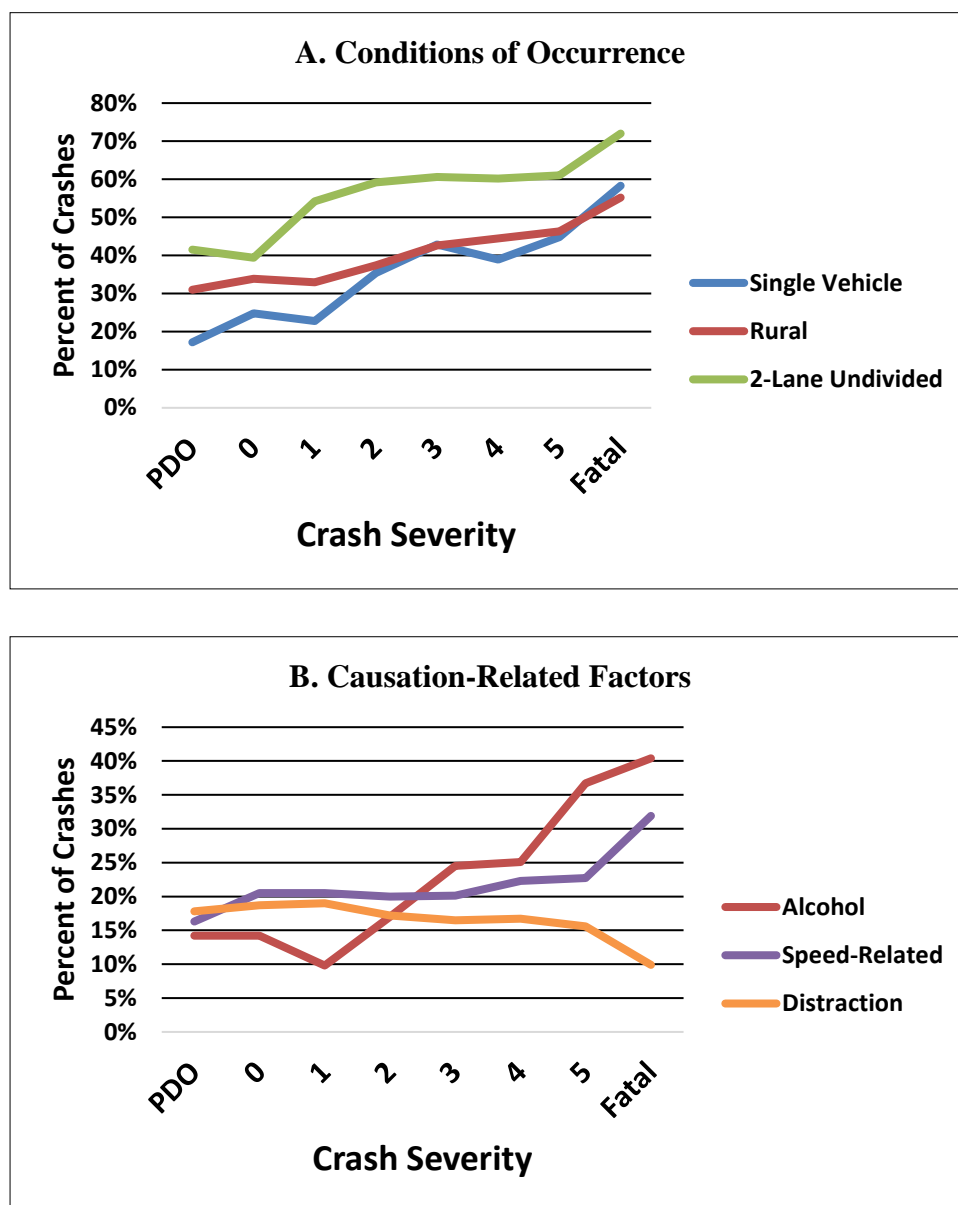 A. Conditions of Occurrence
80%
70%
60%
50%
40%
30%
20%
10%
0%
Percent of Crashes
Single Vehicle
Rural
2-Lane Undivided
PDO 0 1 2 3 4 5 Fatal
Crash Severity
B. Causation-Related Factors
45%
40%
35%
30%
25%
20%
15%
10%
5%
0%
Percent of Crashes
Alcohol
Speed-Related
Distraction
PDO 0 1 2 3 4 5 Fatal
Crash Severity